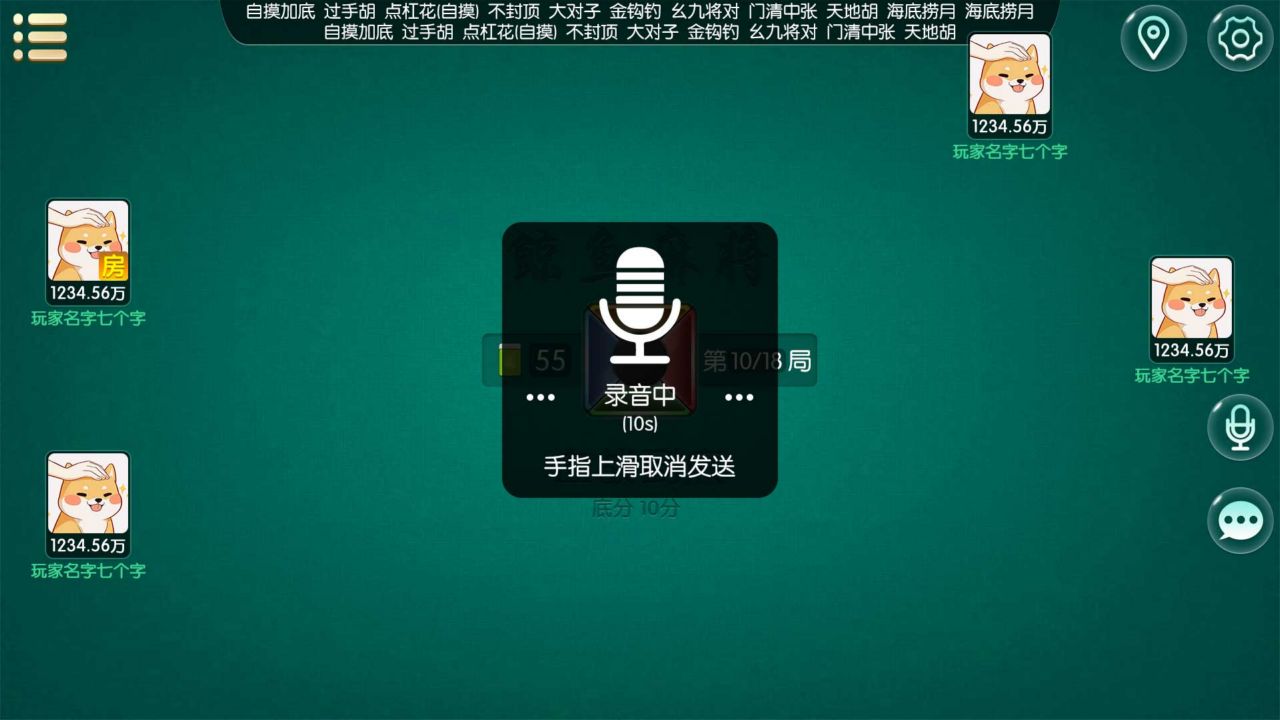 自摸加底 过手胡 点杠花(自摸) 不封顶 大对子 金钩钓 幺九将对 门清中张 天地胡 海底捞月 海底捞月
自摸加底 过手胡 点杠花(自摸) 不封顶 大对子 金钩钓 幺九将对 门清中张 天地胡
1234.56万
玩家名字七个字
房
1234.56万
玩家名字七个字
1234.56万
玩家名字七个字
55
第 10/18 局
录音中
(10s)
手指上滑取消发送
底分 10分
1234.56万
玩家名字七个字